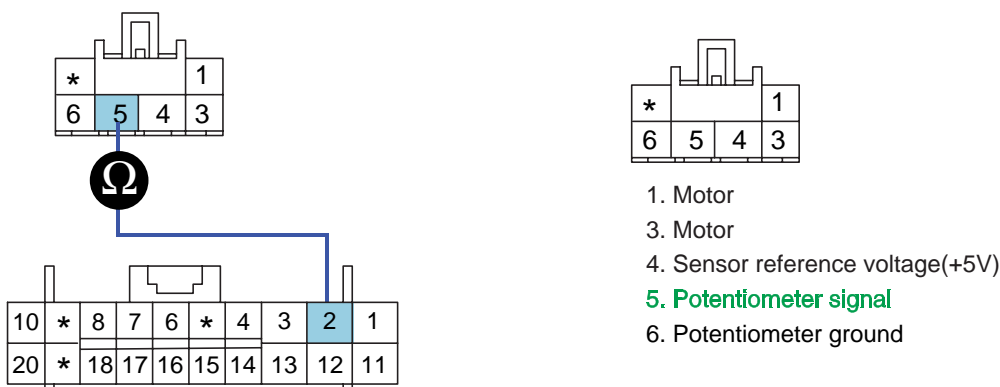 * 1
6 5 4 3
Ω
10 * 8 7 6 * 4 3 2 1
20 * 18 17 16 15 14 13 12 11
* 1
6 5 4 3
1. Motor
3. Motor
4. Sensor reference voltage(+5V)
5. Potentiometer signal
6. Potentiometer ground